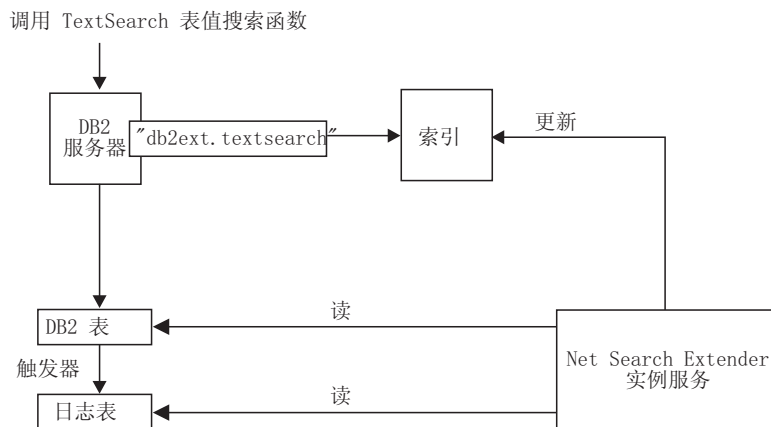 调用 TextSearch 表值搜索函数
DB2
服务器
"db2ext.textsearch"
索引
更新
DB2 表
读
触发器
Net Search Extender
实例服务
日志表
读